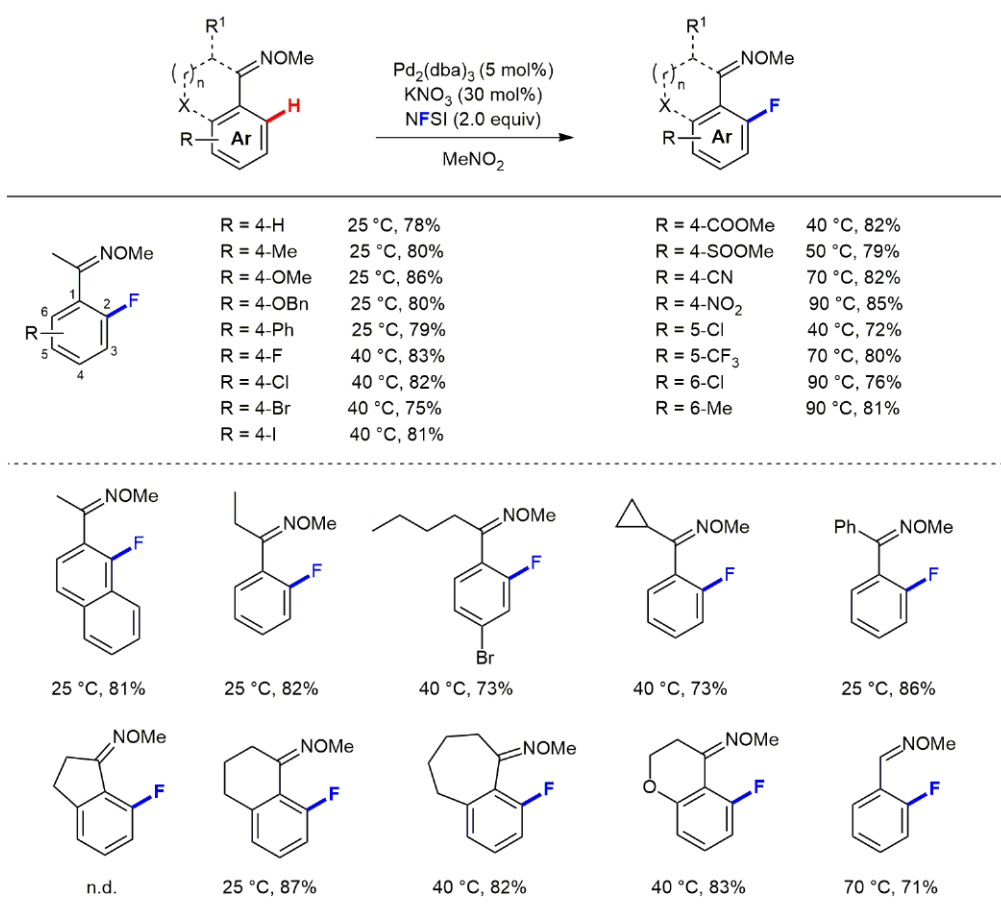 R1
NOMe
( )n
X
H
R
Ar
Pd2(dba)3 (5 mol%)
KNO3 (30 mol%)
NFSI (2.0 equiv)
MeNO2
R1
NOMe
( )n
X
F
R
Ar
NOMe
F
R
1
2
3
4
5
6
R = 4-H 25 °C, 78%
R = 4-Me 25 °C, 80%
R = 4-OMe 25 °C, 86%
R = 4-OBn 25 °C, 80%
R = 4-Ph 25 °C, 79%
R = 4-F 40 °C, 83%
R = 4-Cl 40 °C, 82%
R = 4-Br 40 °C, 75%
R = 4-I 40 °C, 81%
R = 4-COOMe 40 °C, 82%
R = 4-SOOMe 50 °C, 79%
R = 4-CN 70 °C, 82%
R = 4-NO2 90 °C, 85%
R = 5-Cl 40 °C, 72%
R = 5-CF3 70 °C, 80%
R = 6-Cl 90 °C, 76%
R = 6-Me 90 °C, 81%
NOMe
F
25 °C, 81%
NOMe
F
25 °C, 82%
NOMe
F
Br
40 °C, 73%
NOMe
F
40 °C, 73%
Ph
NOMe
F
25 °C, 86%
NOMe
F
n.d.
NOMe
F
25 °C, 87%
NOMe
F
40 °C, 82%
NOMe
O
F
40 °C, 83%
NOMe
F
70 °C, 71%